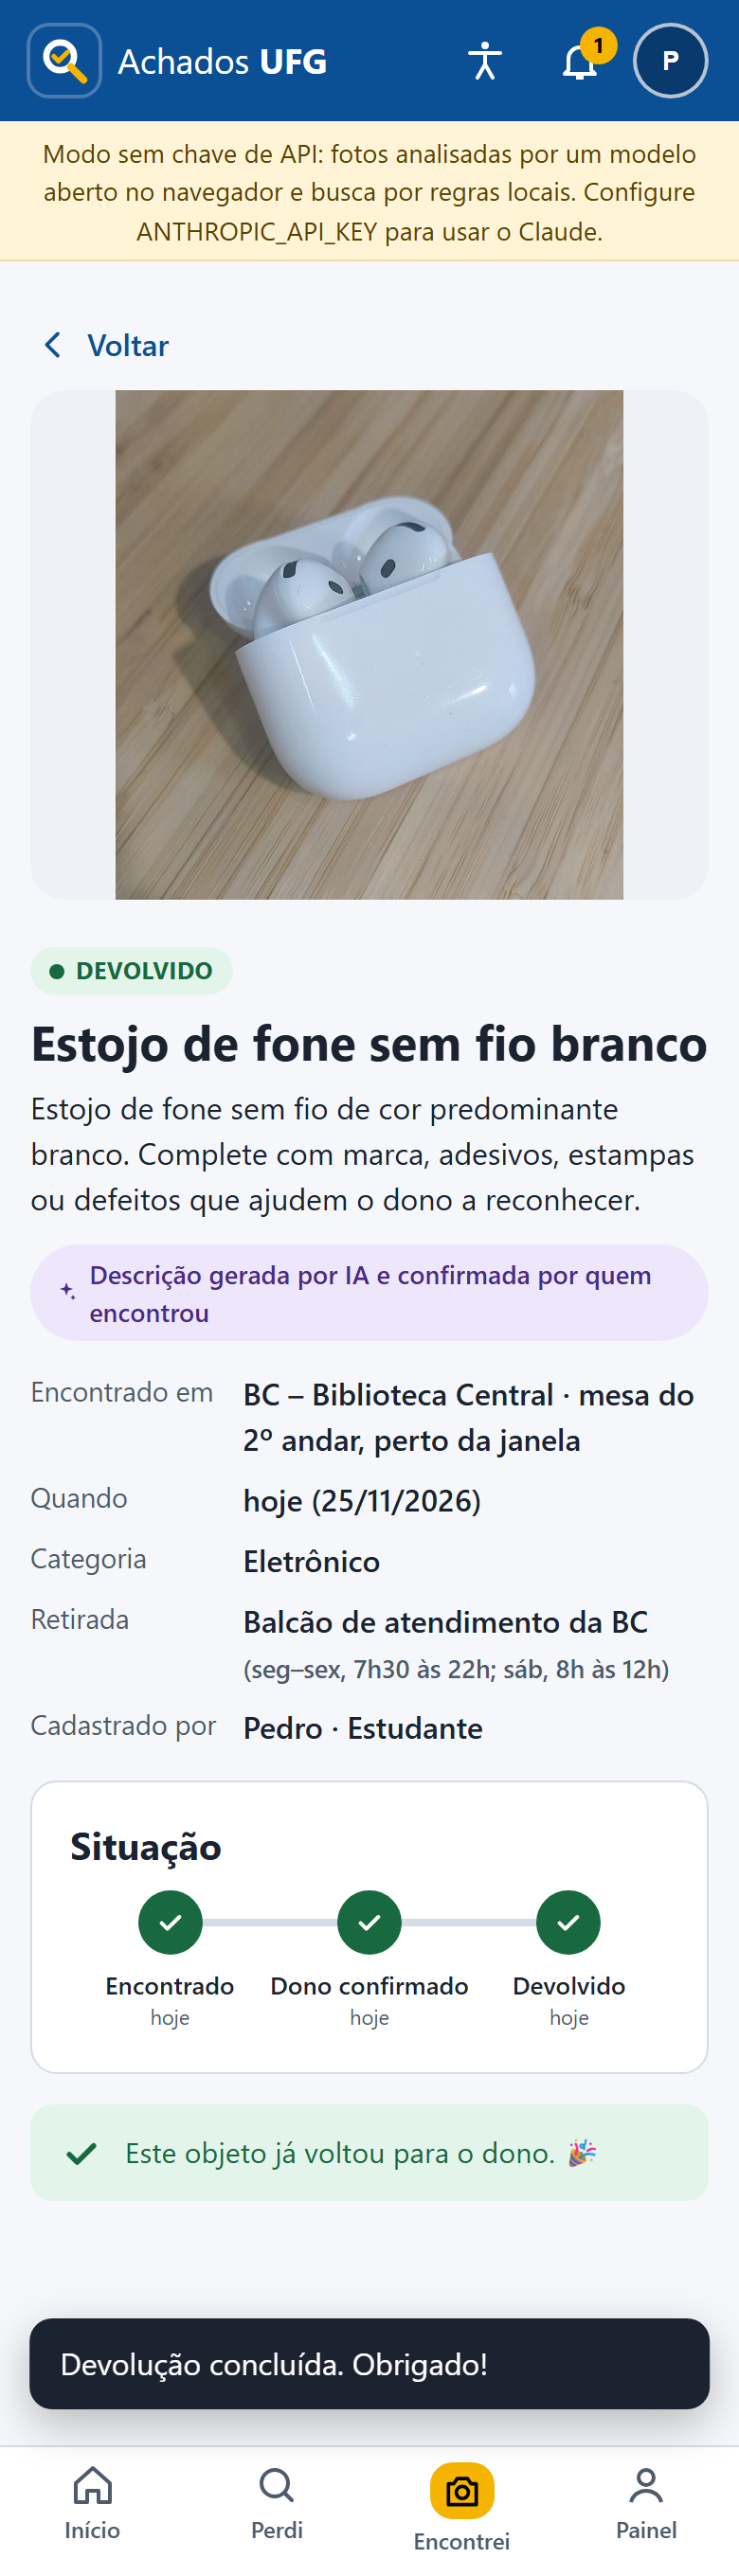 Achados UFG
1
P
Modo sem chave de API: fotos analisadas por um modelo
aberto no navegador e busca por regras locais. Configure
ANTHROPIC_API_KEY para usar o Claude.
Voltar
DEVOLVIDO
Estojo de fone sem fio branco
Estojo de fone sem fio de cor predominante
branco. Complete com marca, adesivos, estampas
ou defeitos que ajudem o dono a reconhecer.
Descrição gerada por IA e confirmada por quem
encontrou
Encontrado em BC – Biblioteca Central · mesa do
2º andar, perto da janela
Quando hoje (25/11/2026)
Categoria Eletrônico
Retirada Balcão de atendimento da BC
(seg–sex, 7h30 às 22h; sáb, 8h às 12h)
Cadastrado por Pedro · Estudante
Situação
Encontrado Dono confirmado Devolvido
hoje hoje hoje
Este objeto já voltou para o dono. 🎉
Devolução concluída. Obrigado!
Início Perdi Encontrei Painel